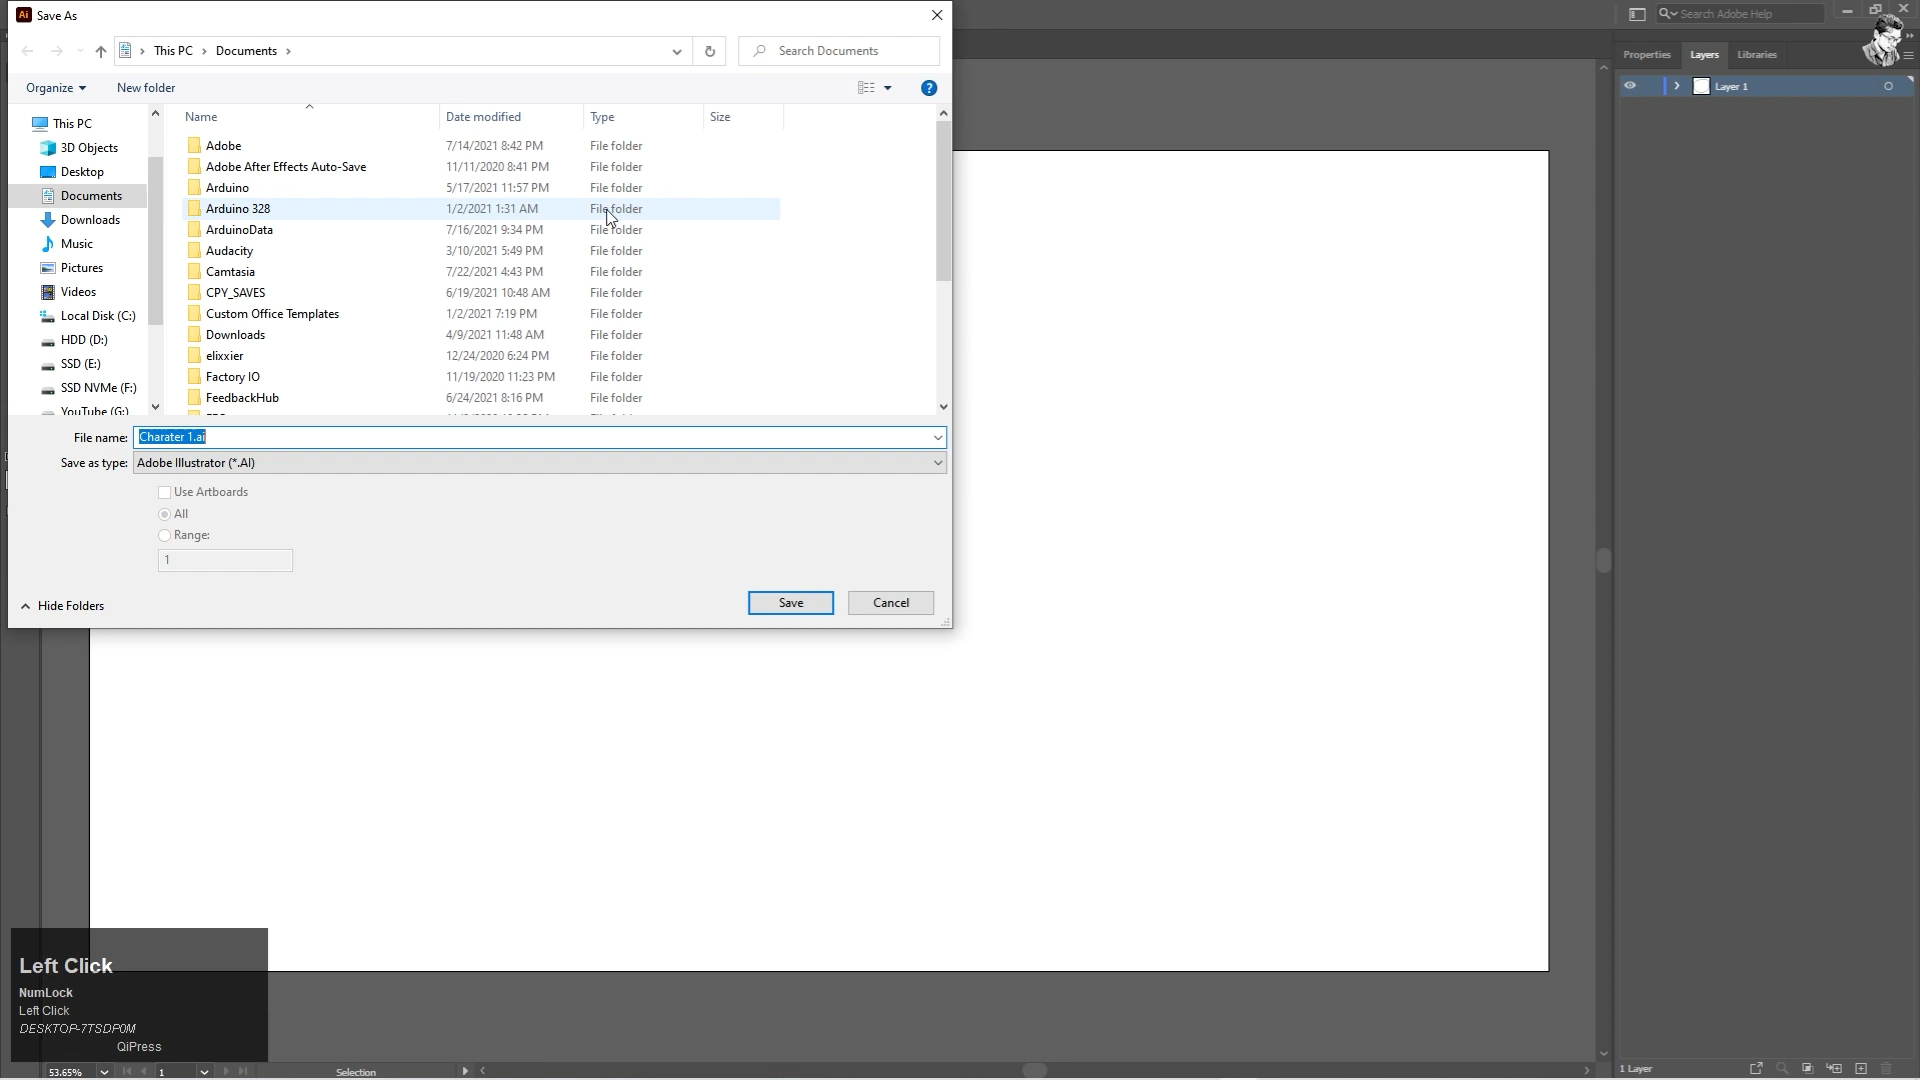 Ai Save As
This PC > Documents >
Search Documents
Organize
New folder
This PC
3D Objects
Desktop
Documents
Downloads
Music
Pictures
Videos
Local Disk (C:)
HDD (D:)
SSD (E:)
SSD NVMe (F:)
YouTube (G:)
Name Date modified Type Size
Adobe 7/14/2021 8:42 PM File folder
Adobe After Effects Auto-Save 11/11/2020 8:41 PM File folder
Arduino 5/17/2021 11:57 PM File folder
Arduino 328 1/2/2021 1:31 AM File folder
ArduinoData 7/16/2021 9:34 PM File folder
Audacity 3/10/2021 5:49 PM File folder
Camtasia 7/22/2021 4:43 PM File folder
CPY_SAVES 6/19/2021 10:48 AM File folder
Custom Office Templates 1/2/2021 7:19 PM File folder
Downloads 4/9/2021 11:48 AM File folder
elixxier 12/24/2020 6:24 PM File folder
Factory IO 11/19/2020 11:23 PM File folder
FeedbackHub 6/24/2021 8:16 PM File folder
File name: Charater 1.ai
Save as type: Adobe Illustrator (*.AI)
Use Artboards
All
Range:
1
Hide Folders
Save
Cancel
Search Adobe Help
Properties
Layers
Libraries
Layer 1
Left Click
NumLock
Left Click
DESKTOP-7TSDP0M
QiPress
53.65%
1
Selection
1 Layer